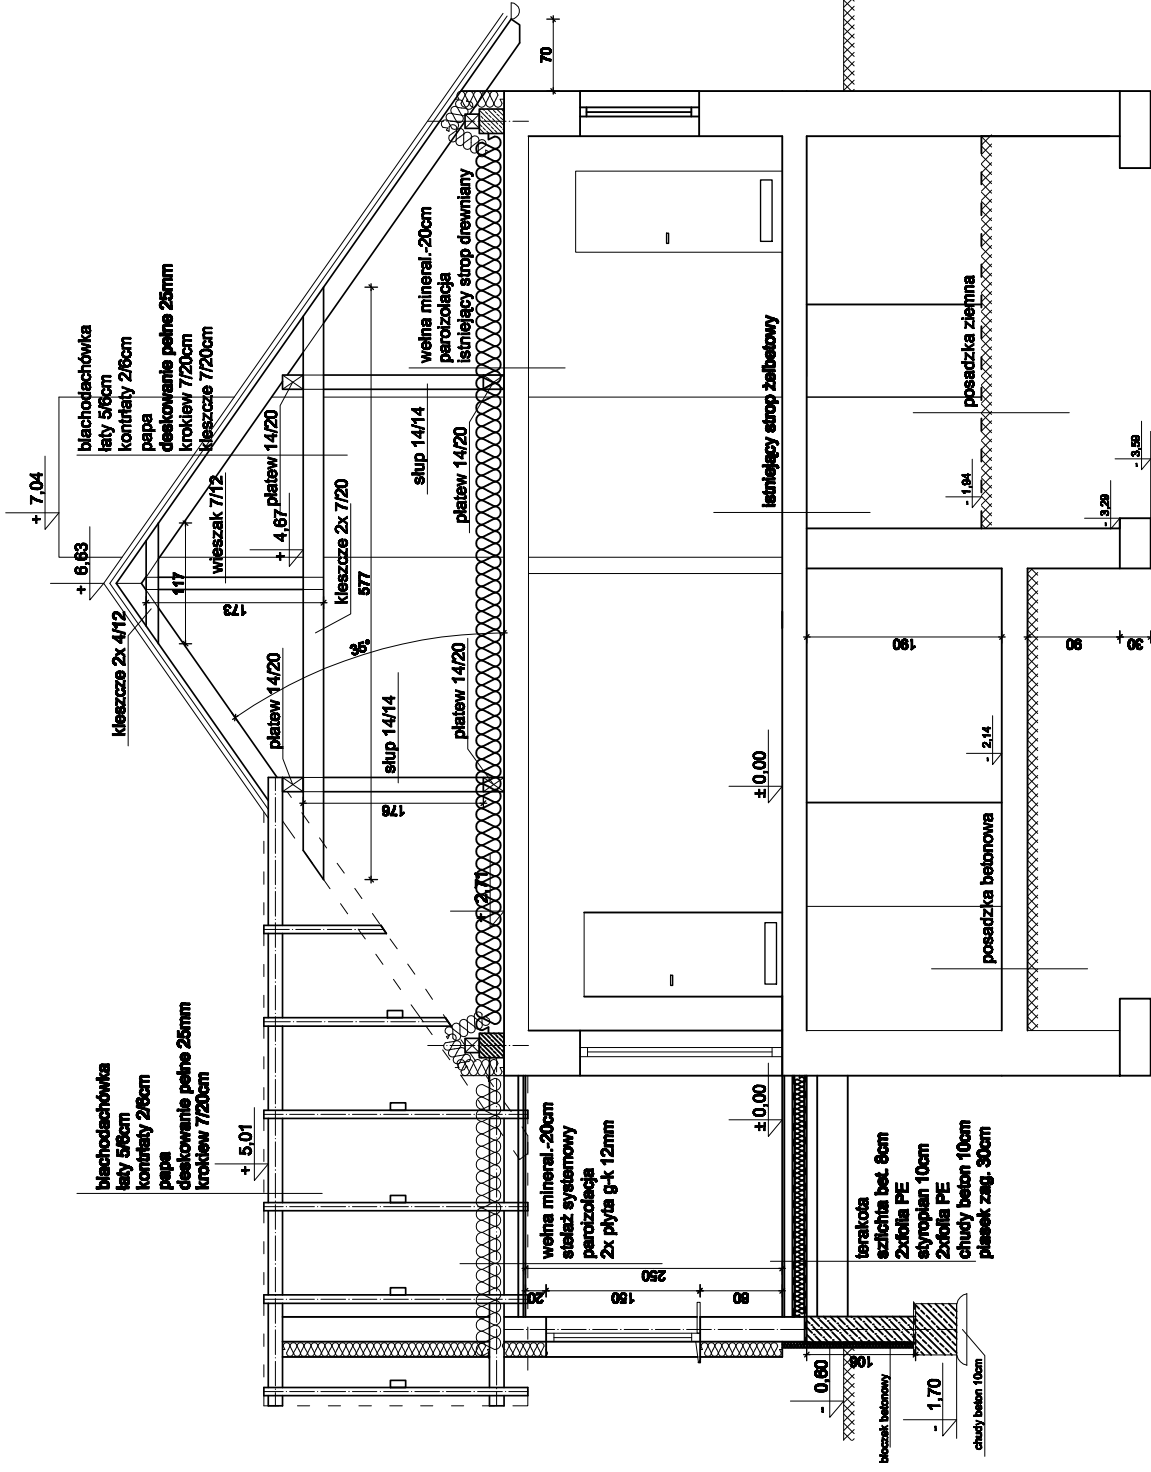 blachodachówka
łaty 5/6cm
kontrłaty 2/6cm
papa
deskowanie pełne 25mm
krokiew 7/20cm
kleszcze 7/20cm
+ 7,04
+ 6,63
kleszcze 2x 4/12
wieszak 7/12
117
173
płatew 14/20
+ 4,67
kleszcze 2x 7/20
577
35°
płatew 14/20
słup 14/14
płatew 14/20
176
słup 14/14
płatew 14/20
wełna mineral.-20cm
paroizolacja
istniejący strop drewniany
70
+ 2,71
blachodachówka
łaty 5/6cm
kontrłaty 2/6cm
papa
deskowanie pełne 25mm
krokiew 7/20cm
+ 5,01
wełna mineral.-20cm
stelaż systemowy
paroizolacja
2x płyta g-k 12mm
250
20
150
80
± 0,00
± 0,00
istniejący strop żelbetowy
posadzka ziemna
- 1,94
- 3,29
- 3,59
190
90
30
- 2,14
posadzka betonowa
terakota
szlichta bet. 8cm
2xfolia PE
styropian 10cm
2xfolia PE
chudy beton 10cm
piasek zag. 30cm
- 0,60
106
bloczek betonowy
- 1,70
chudy beton 10cm